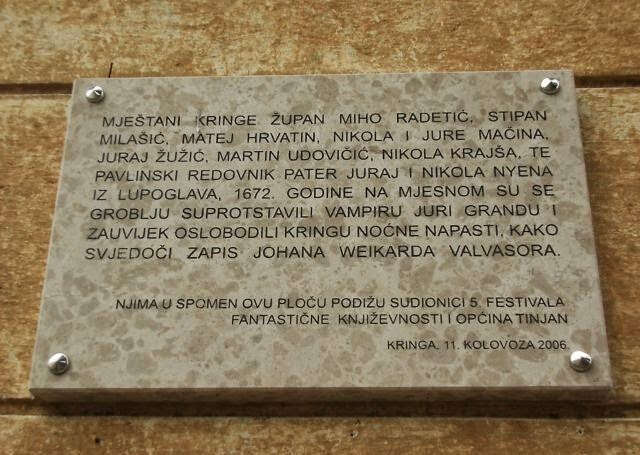 MJEŠTANI KRINGE ŽUPAN MIHO RADETIĆ, STIPAN
MILAŠIĆ, MATEJ HRVATIN, NIKOLA I JURE MAČINA,
JURAJ ŽUŽIĆ, MARTIN UDOVIČIĆ, NIKOLA KRAJŠA, TE
PAVLINSKI REDOVNIK PATER JURAJ I NIKOLA NYENA
IZ LUPOGLAVA, 1672. GODINE NA MJESNOM SU SE
GROBLJU SUPROTSTAVILI VAMPIRU JURI GRANDU I
ZAUVIJEK OSLOBODILI KRINGU NOĆNE NAPASTI, KAKO
SVJEDOČI ZAPIS JOHANA WEIKARDA VALVASORA.
NJIMA U SPOMEN OVU PLOČU PODIŽU SUDIONICI 5. FESTIVALA
FANTASTIČNE KNJIŽEVNOSTI I OPĆINA TINJAN
KRINGA, 11. KOLOVOZA 2006.